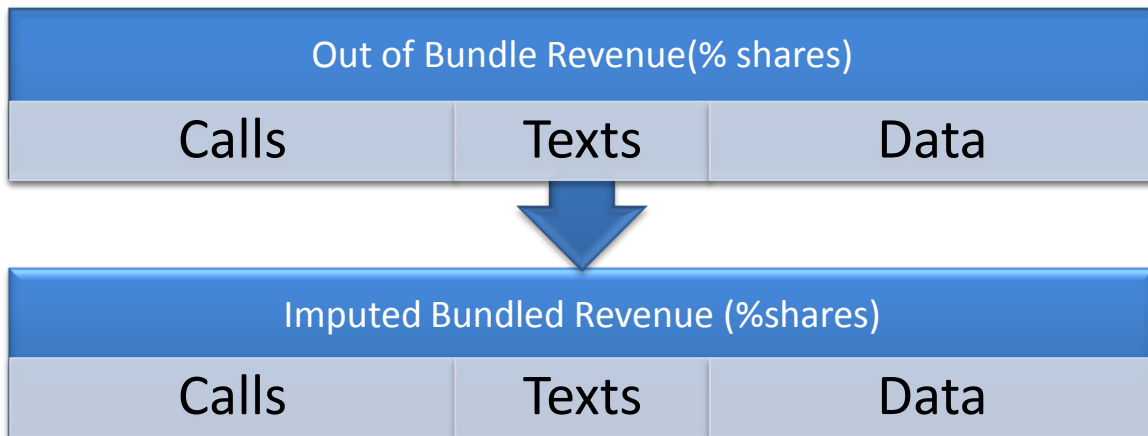 Out of Bundle Revenue(% shares)
Calls Texts Data
Imputed Bundled Revenue (%shares)
Calls Texts Data